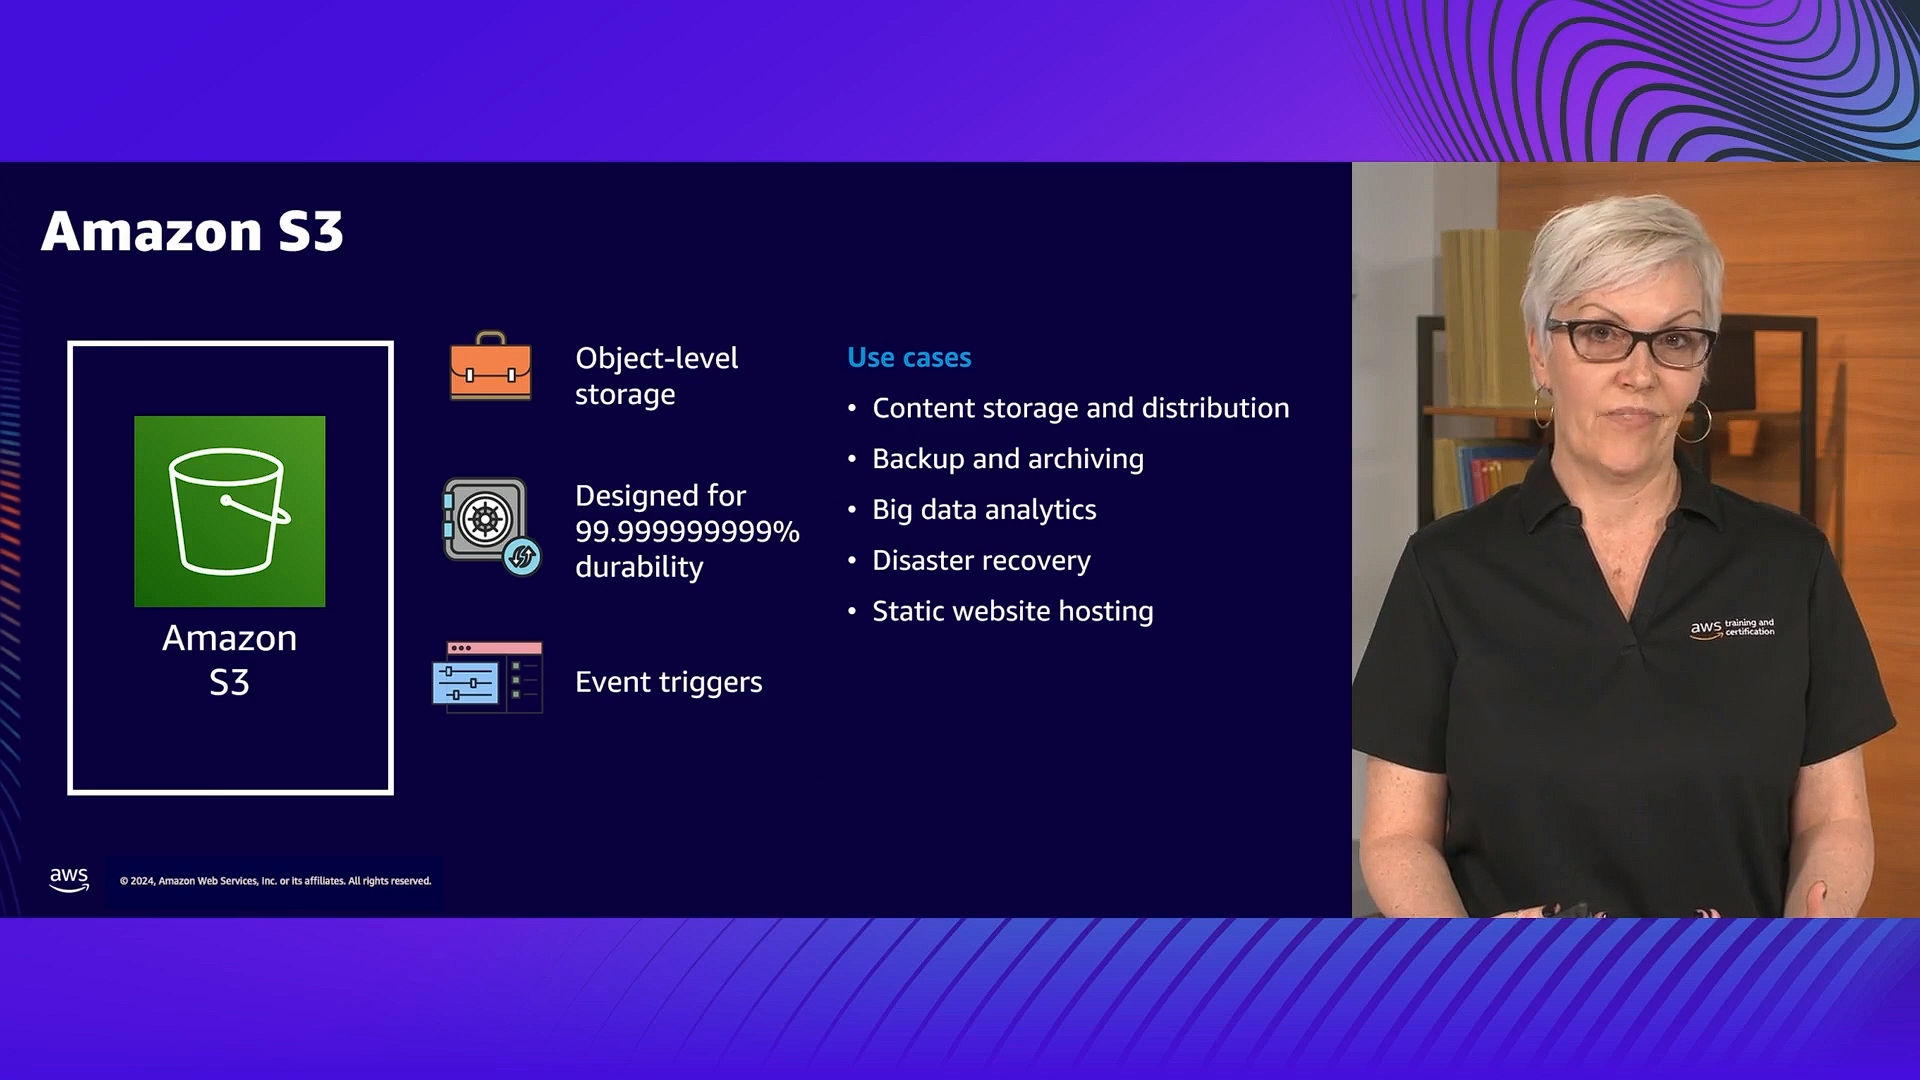 Amazon S3
Amazon
S3
Object-level
storage
Designed for
99.999999999%
durability
Event triggers
Use cases
• Content storage and distribution
• Backup and archiving
• Big data analytics
• Disaster recovery
• Static website hosting
aws
© 2024, Amazon Web Services, Inc. or its affiliates. All rights reserved.
aws training and
certification